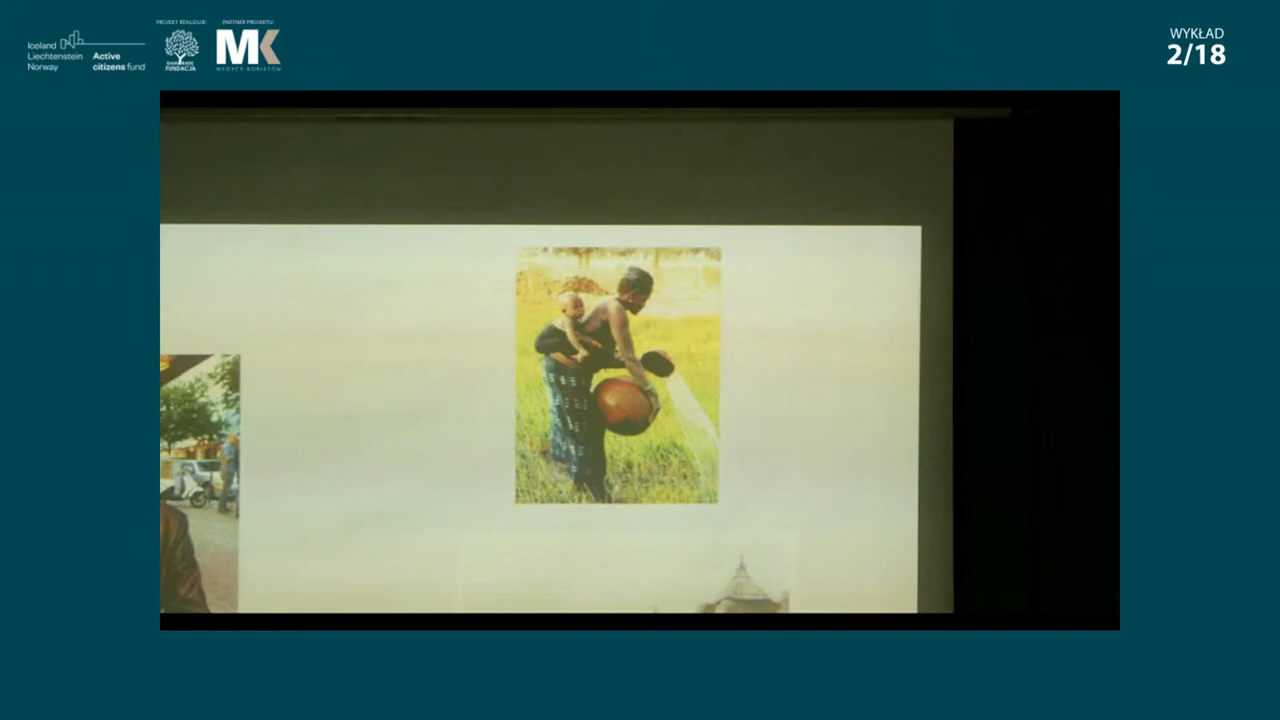 Iceland
Liechtenstein
Norway
Active
citizens fund
PROJEKT REALIZUJE:
FUNDACJA
PARTNER PROJEKTU:
MK
MEDYCY KOBIETOM
WYKŁAD
2/18